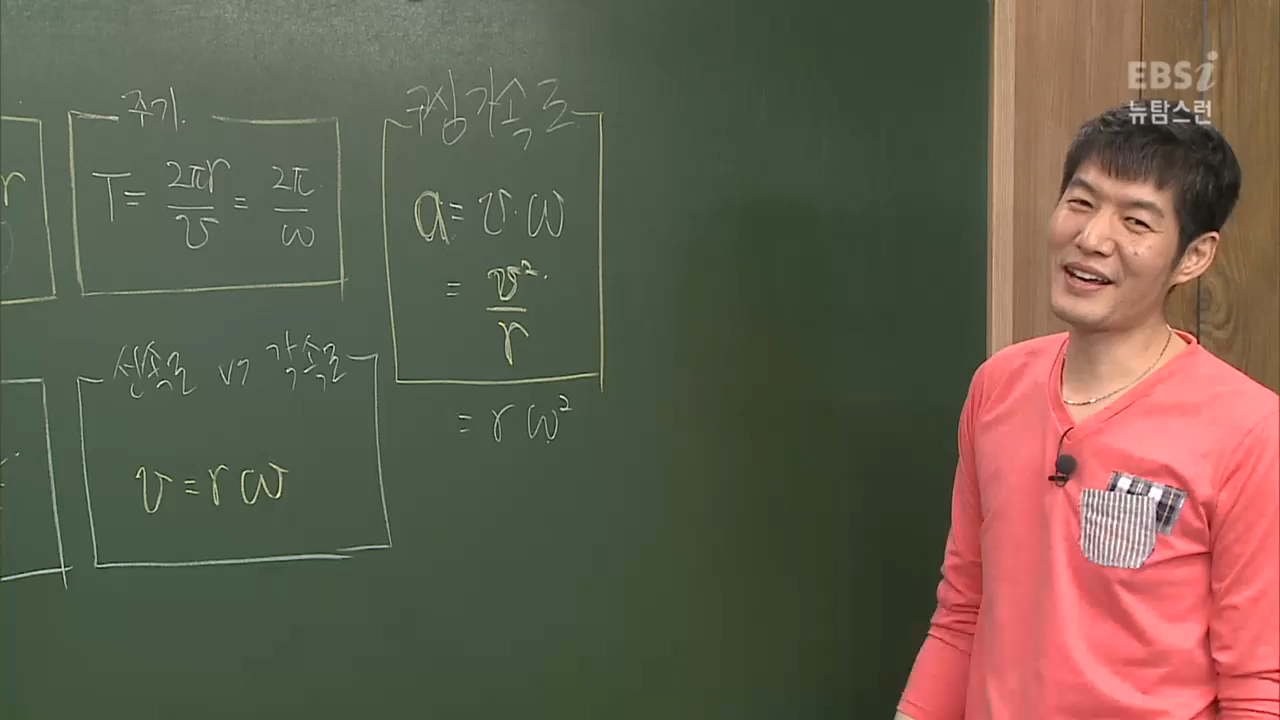 EBSi
뉴탐스런
주기
T = 2πr/v = 2π/ω
구심가속도
a = v·ω
= v²/r
= rω²
선속도 vs 각속도
v = rω
r